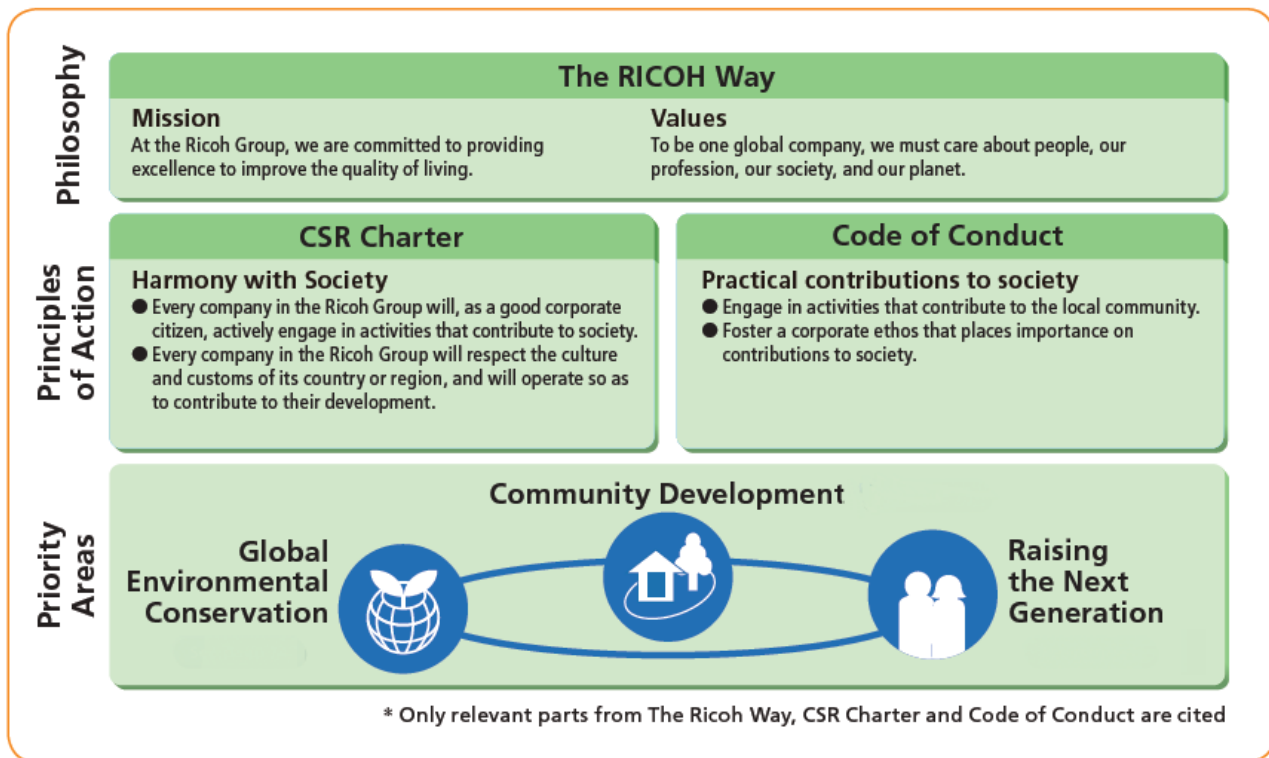 Philosophy
The RICOH Way
Mission
At the Ricoh Group, we are committed to providing
excellence to improve the quality of living.
Values
To be one global company, we must care about people, our
profession, our society, and our planet.
Principles
of Action
CSR Charter
Harmony with Society
● Every company in the Ricoh Group will, as a good corporate
citizen, actively engage in activities that contribute to society.
● Every company in the Ricoh Group will respect the culture
and customs of its country or region, and will operate so as
to contribute to their development.
Code of Conduct
Practical contributions to society
● Engage in activities that contribute to the local community.
● Foster a corporate ethos that places importance on
contributions to society.
Priority
Areas
Community Development
Global
Environmental
Conservation
Raising
the Next
Generation
* Only relevant parts from The Ricoh Way, CSR Charter and Code of Conduct are cited